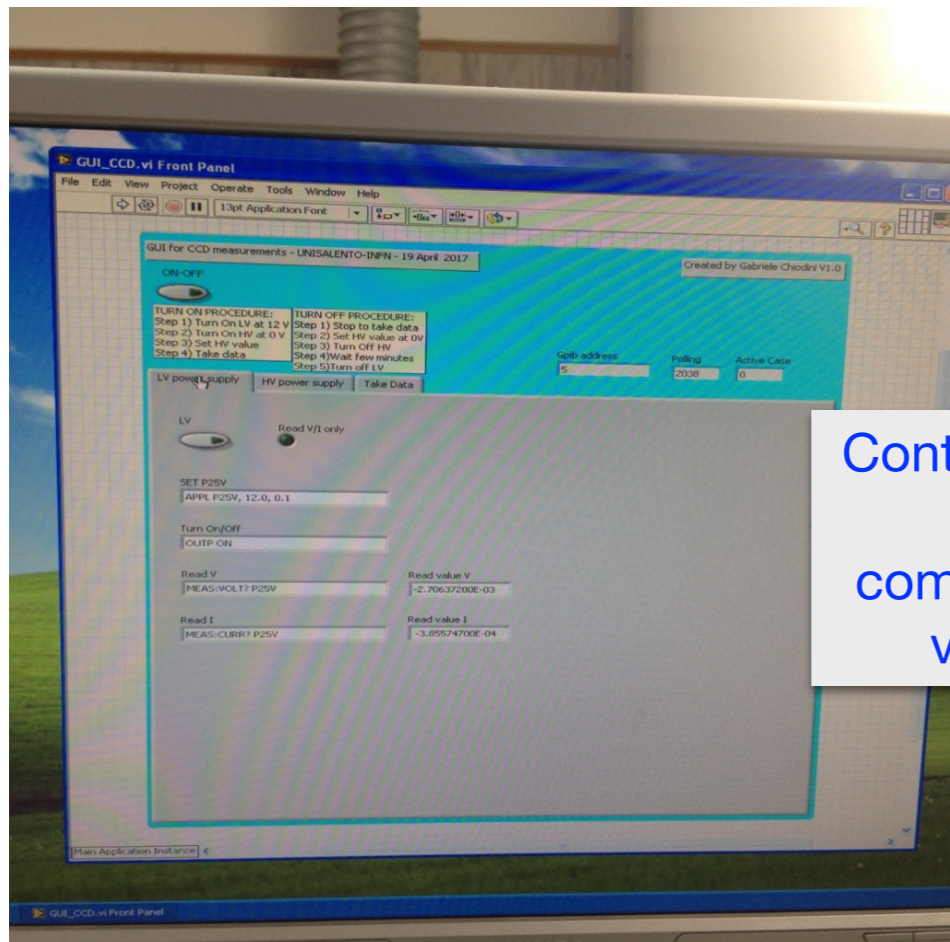 GUI_CCD.vi Front Panel
File Edit View Project Operate Tools Window Help
13pt Application Font
GUI for CCD measurements - UNISALENTO-INFN - 19 April 2017
Created by Gabriele Chiodini V1.0
ON-OFF
TURN ON PROCEDURE:
Step 1) Turn On LV at 12 V
Step 2) Turn On HV at 0 V
Step 3) Set HV value
Step 4) Take data
TURN OFF PROCEDURE:
Step 1) Stop to take data
Step 2) Set HV value at 0V
Step 3) Turn Off HV
Step 4)Wait few minutes
Step 5)Turn off LV
Gpib address
5
Polling
2038
Active Case
0
LV power supply
HV power supply
Take Data
LV
Read V/I only
SET P25V
APPL P25V, 12.0, 0.1
Turn On/Off
OUTP ON
Read V
MEAS:VOLT? P25V
Read value V
-2.70637200E-03
Read I
MEAS:CURR? P25V
Read value I
-3.85574700E-04
Cont
com
v
Main Application Instance
GUI_CCD.vi Front Panel